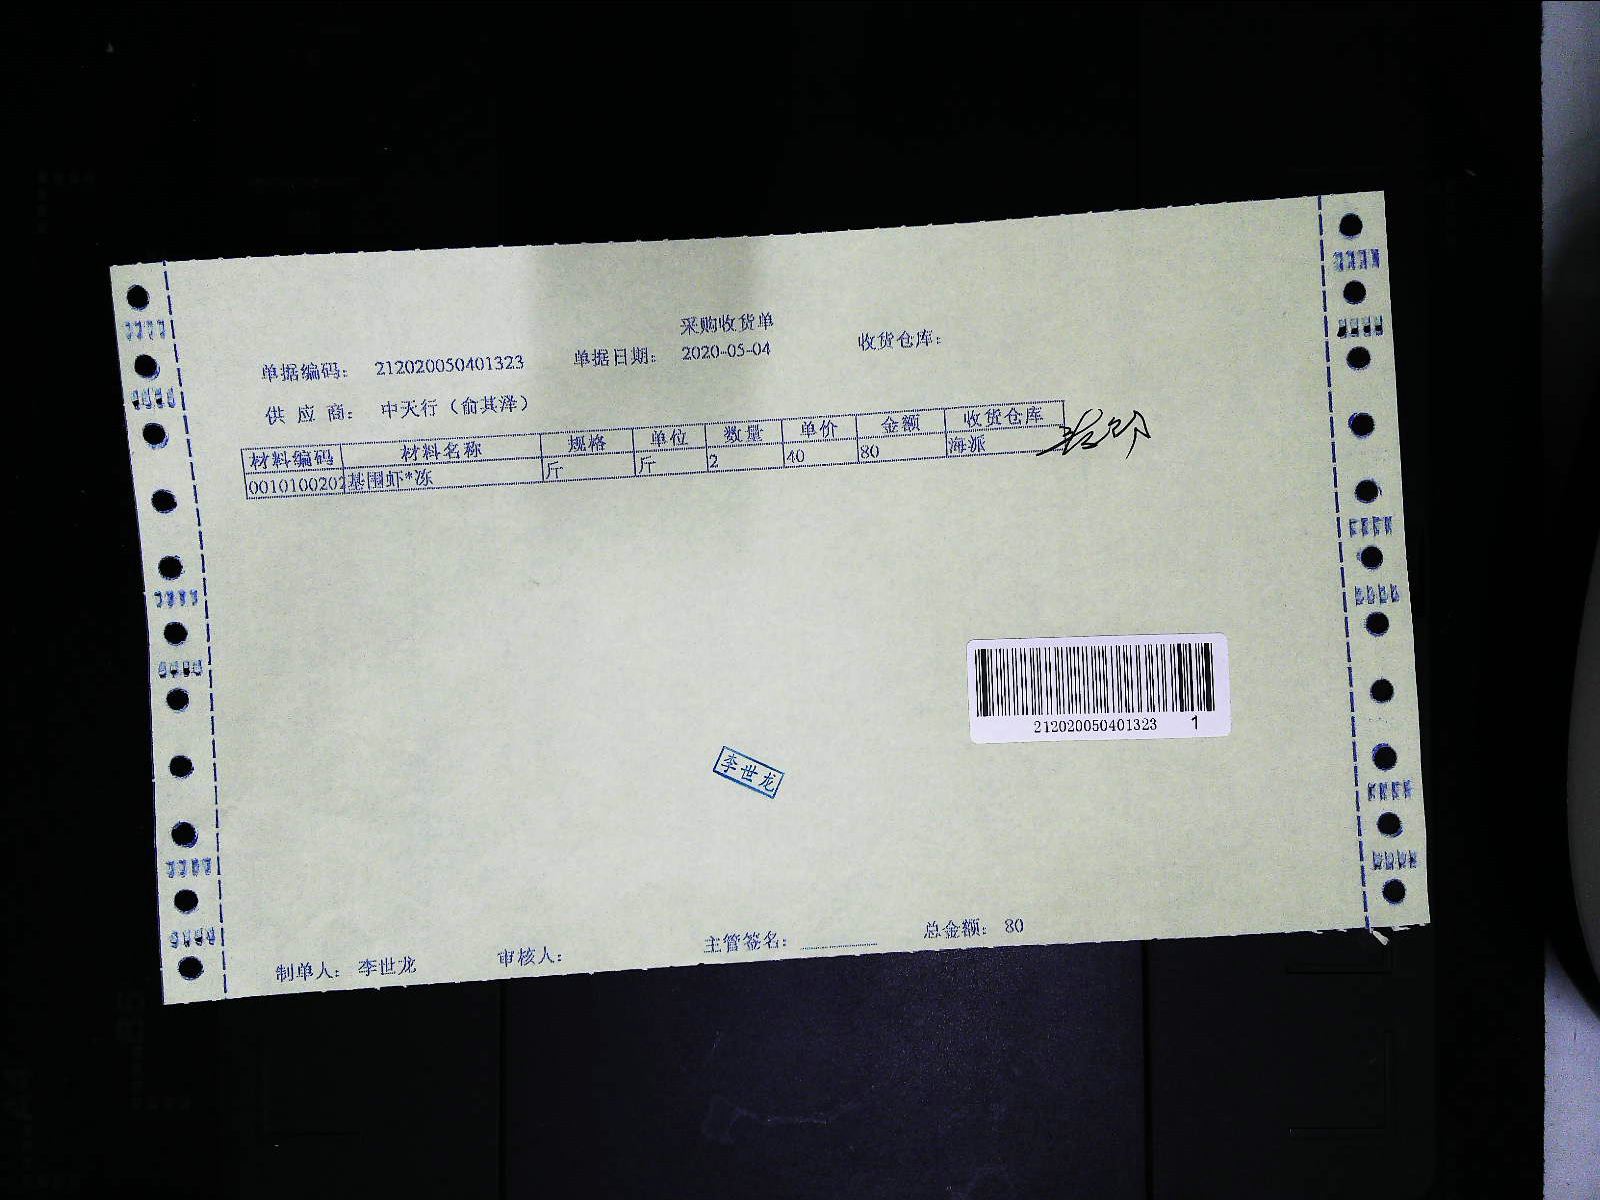 采购收货单
单据编码： 212020050401323 单据日期： 2020-05-04 收货仓库：
供 应 商： 中天行（俞其泽）
材料编码 材料名称 规格 单位 数量 单价 金额 收货仓库
0010100202 基围虾*冻 斤 斤 2 40 80 海派
212020050401323 1
李世龙
制单人： 李世龙 审核人： 主管签名： 总金额： 80